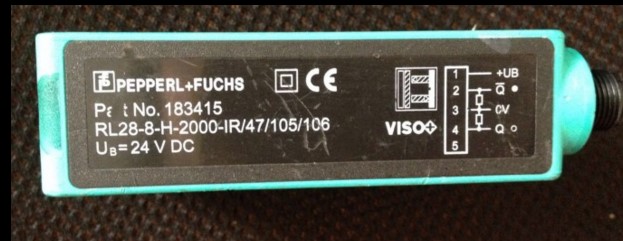 PEPPERL+FUCHS CE
Part No. 183415
RL28-8-H-2000-IR/47/105/106
UB=24 V DC
VISO+
1 +UB
2 Q
3 0V
4 Q
5